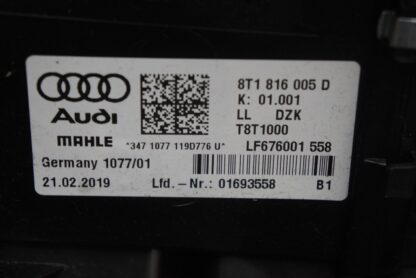 8T1 816 005 D
K: 01.001
Audi
LL DZK
T8T1000
MAHLE
*347 1077 119D776 U*
LF676001 558
Germany 1077/01
21.02.2019 Lfd.-Nr.: 01693558 B1